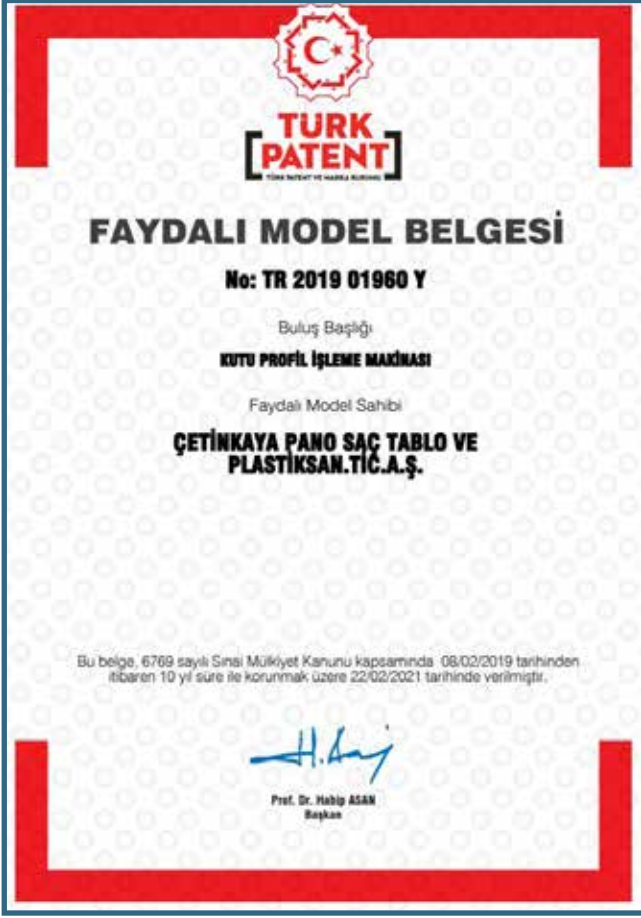 TÜRK
PATENT
TÜRK PATENT VE MARKA KURUMU
FAYDALI MODEL BELGESİ
No: TR 2019 01960 Y
Buluş Başlığı
KUTU PROFİL İŞLEME MAKİNASI
Faydalı Model Sahibi
ÇETİNKAYA PANO SAÇ TABLO VE
PLASTİKSAN.TİC.A.Ş.
Bu belge, 6769 sayılı Sınai Mülkiyet Kanunu kapsamında 08/02/2019 tarihinden
itibaren 10 yıl süre ile korunmak üzere 22/02/2021 tarihinde verilmiştir.
Prof. Dr. Habip ASAN
Başkan